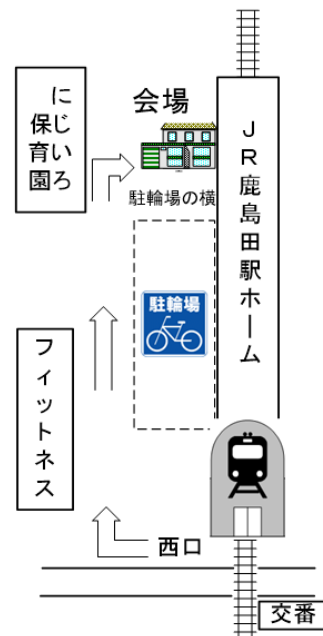 会場
にじいろ
保育園
駐輪場の横
JR鹿島田駅ホーム
駐輪場
フィットネス
西口
交番